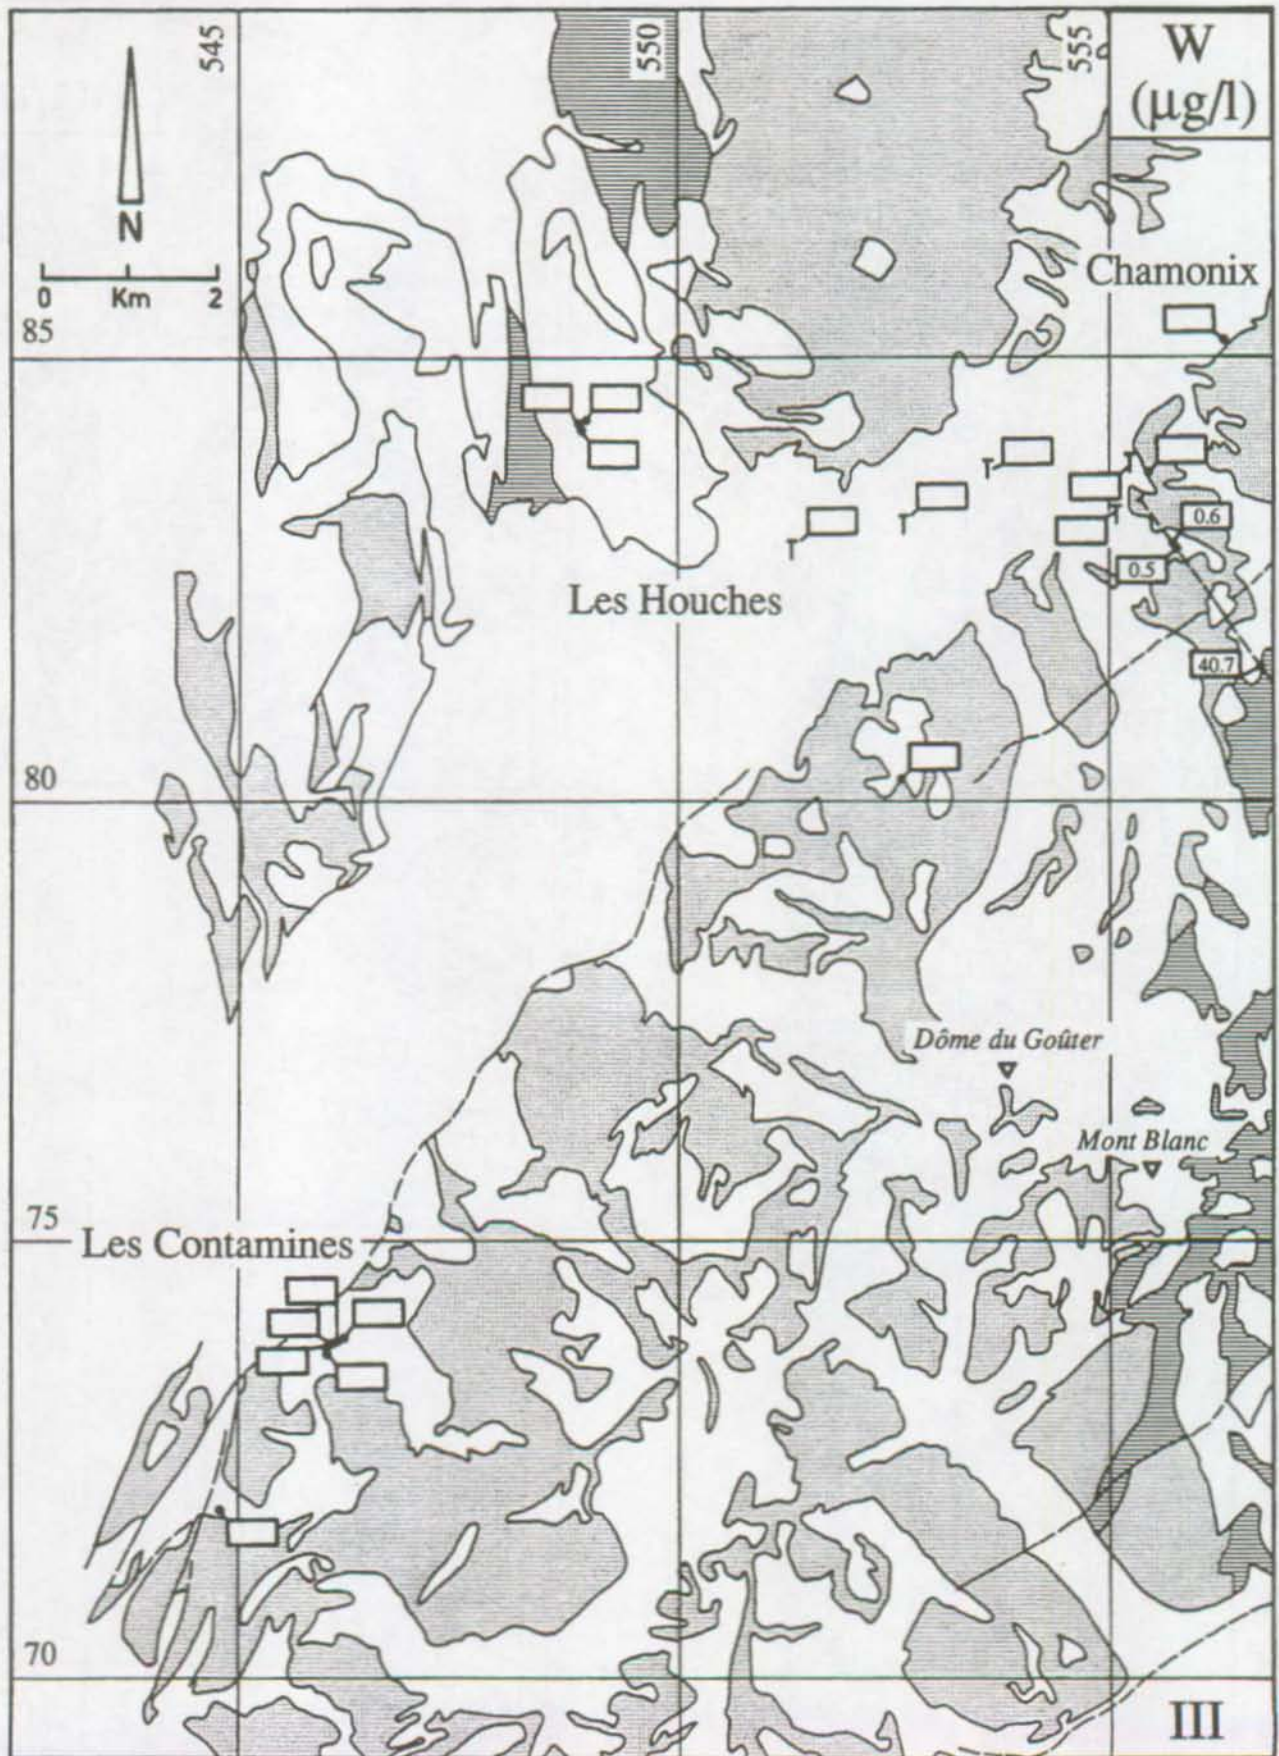 545
550
555
W
(µg/l)
N
0 Km 2
Chamonix
85
T
T
T
T
T
0.6
0.5
Les Houches
40.7
80
Dôme du Goûter
Mont Blanc
75
Les Contamines
70
III